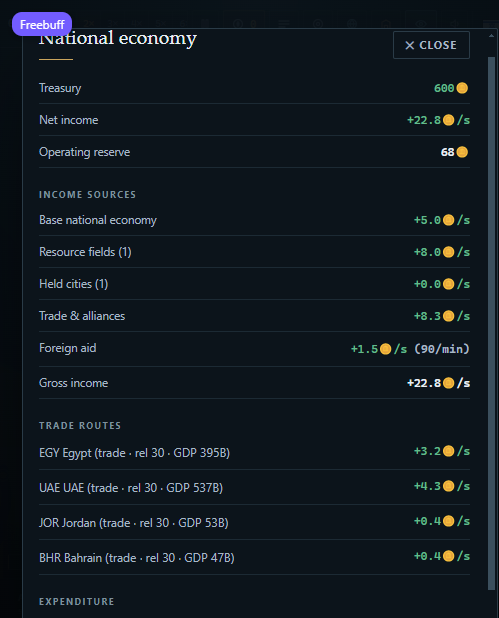 Freebuff
National economy
✕ CLOSE
Treasury 600
Net income +22.8/s
Operating reserve 68
INCOME SOURCES
Base national economy +5.0/s
Resource fields (1) +8.0/s
Held cities (1) +0.0/s
Trade & alliances +8.3/s
Foreign aid +1.5/s (90/min)
Gross income +22.8/s
TRADE ROUTES
EGY Egypt (trade · rel 30 · GDP 395B) +3.2/s
UAE UAE (trade · rel 30 · GDP 537B) +4.3/s
JOR Jordan (trade · rel 30 · GDP 53B) +0.4/s
BHR Bahrain (trade · rel 30 · GDP 47B) +0.4/s
EXPENDITURE